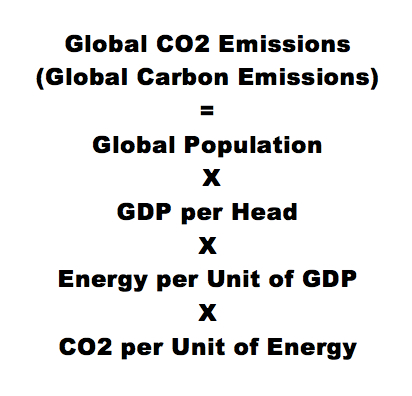 Global CO2 Emissions
(Global Carbon Emissions)
=
Global Population
X
GDP per Head
X
Energy per Unit of GDP
X
CO2 per Unit of Energy